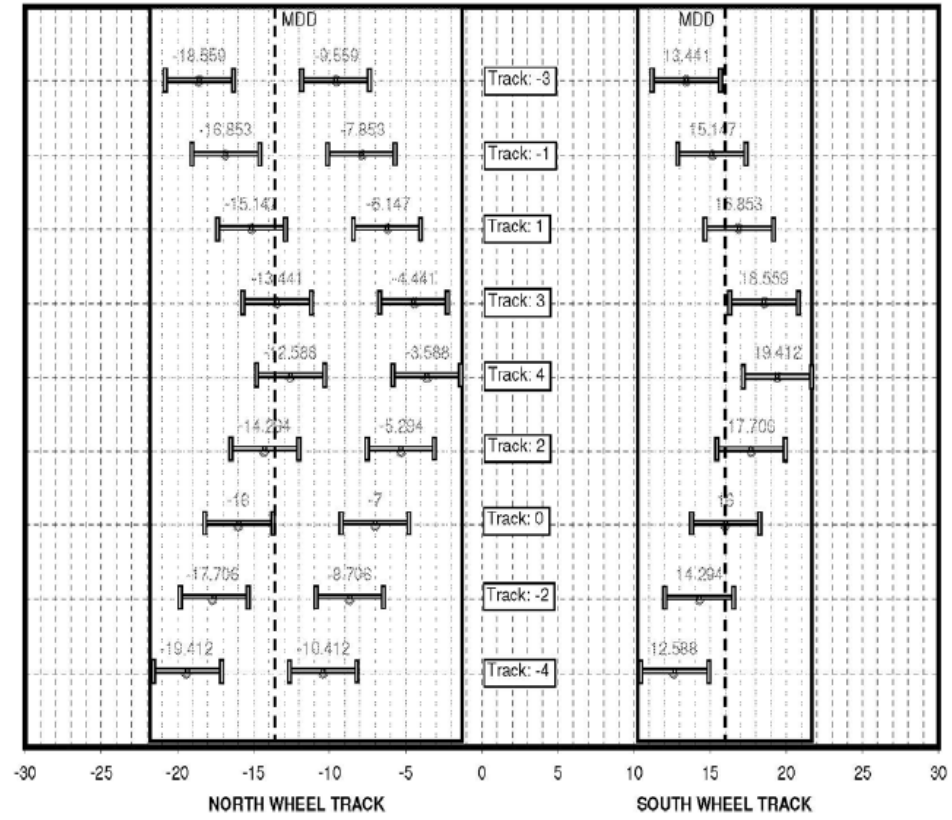 MDD MDD
-18.559 -9.559 Track: -3 13.441
-16.853 -7.853 Track: -1 15.147
-15.147 -6.147 Track: 1 16.853
-13.441 -4.441 Track: 3 18.559
-12.588 -3.588 Track: 4 19.412
-14.294 -5.294 Track: 2 17.706
-16 -7 Track: 0 16
-17.706 -8.706 Track: -2 14.294
-19.412 -10.412 Track: -4 12.588
-30 -25 -20 -15 -10 -5 0 5 10 15 20 25 30
NORTH WHEEL TRACK SOUTH WHEEL TRACK